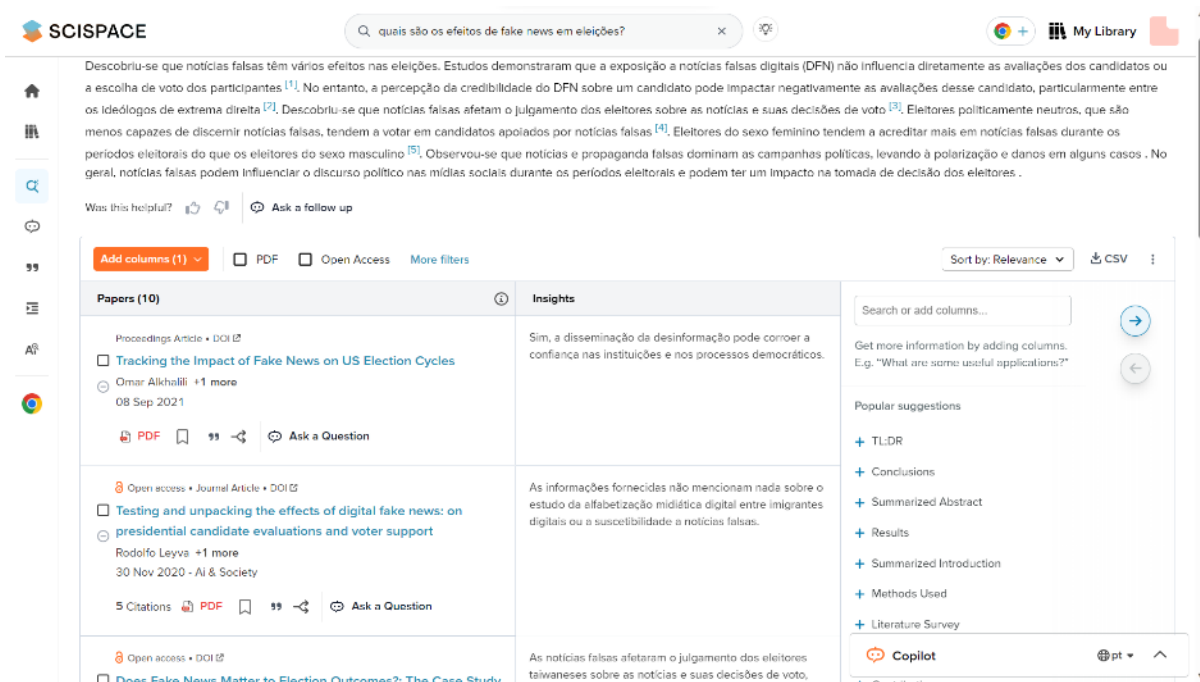 SCISPACE
quais são os efeitos de fake news em eleições?
My Library
Descobriu-se que notícias falsas têm vários efeitos nas eleições. Estudos demonstraram que a exposição a notícias falsas digitais (DFN) não influencia diretamente as avaliações dos candidatos ou
a escolha de voto dos participantes [1]. No entanto, a percepção da credibilidade do DFN sobre um candidato pode impactar negativamente as avaliações desse candidato, particularmente entre
os ideólogos de extrema direita [2]. Descobriu-se que notícias falsas afetam o julgamento dos eleitores sobre as notícias e suas decisões de voto [3]. Eleitores politicamente neutros, que são
menos capazes de discernir notícias falsas, tendem a votar em candidatos apoiados por notícias falsas [4]. Eleitores do sexo feminino tendem a acreditar mais em notícias falsas durante os
períodos eleitorais do que os eleitores do sexo masculino [5]. Observou-se que notícias e propaganda falsas dominam as campanhas políticas, levando à polarização e danos em alguns casos . No
geral, notícias falsas podem influenciar o discurso político nas mídias sociais durante os períodos eleitorais e podem ter um impacto na tomada de decisão dos eleitores .
Was this helpful?
Ask a follow up
Add columns (1)
PDF
Open Access
More filters
Sort by: Relevance
CSV
Papers (10)
Insights
Proceedings Article • DOI
Tracking the Impact of Fake News on US Election Cycles
Omar Alkhalili +1 more
08 Sep 2021
PDF
Ask a Question
Sim, a disseminação da desinformação pode corroer a
confiança nas instituições e nos processos democráticos.
Open access • Journal Article • DOI
Testing and unpacking the effects of digital fake news: on
presidential candidate evaluations and voter support
Rodolfo Leyva +1 more
30 Nov 2020 - Ai & Society
5 Citations
PDF
Ask a Question
As informações fornecidas não mencionam nada sobre o
estudo da alfabetização midiática digital entre imigrantes
digitais ou a suscetibilidade a notícias falsas.
Open access • DOI
Does Fake News Matter to Election Outcomes?: The Case Study
As notícias falsas afetaram o julgamento dos eleitores
taiwaneses sobre as notícias e suas decisões de voto,
Search or add columns...
Get more information by adding columns.
E.g. "What are some useful applications?"
Popular suggestions
+ TL:DR
+ Conclusions
+ Summarized Abstract
+ Results
+ Summarized Introduction
+ Methods Used
+ Literature Survey
Copilot
pt